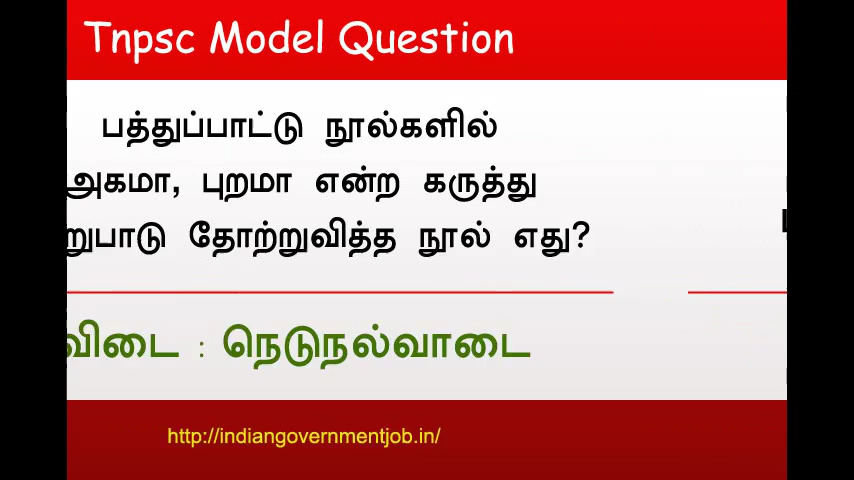 Tnpsc Model Question
பத்துப்பாட்டு நூல்களில்
அகமா, புறமா என்ற கருத்து
றுபாடு தோற்றுவித்த நூல் எது?
விடை : நெடுநல்வாடை
http://indiangovernmentjob.in/